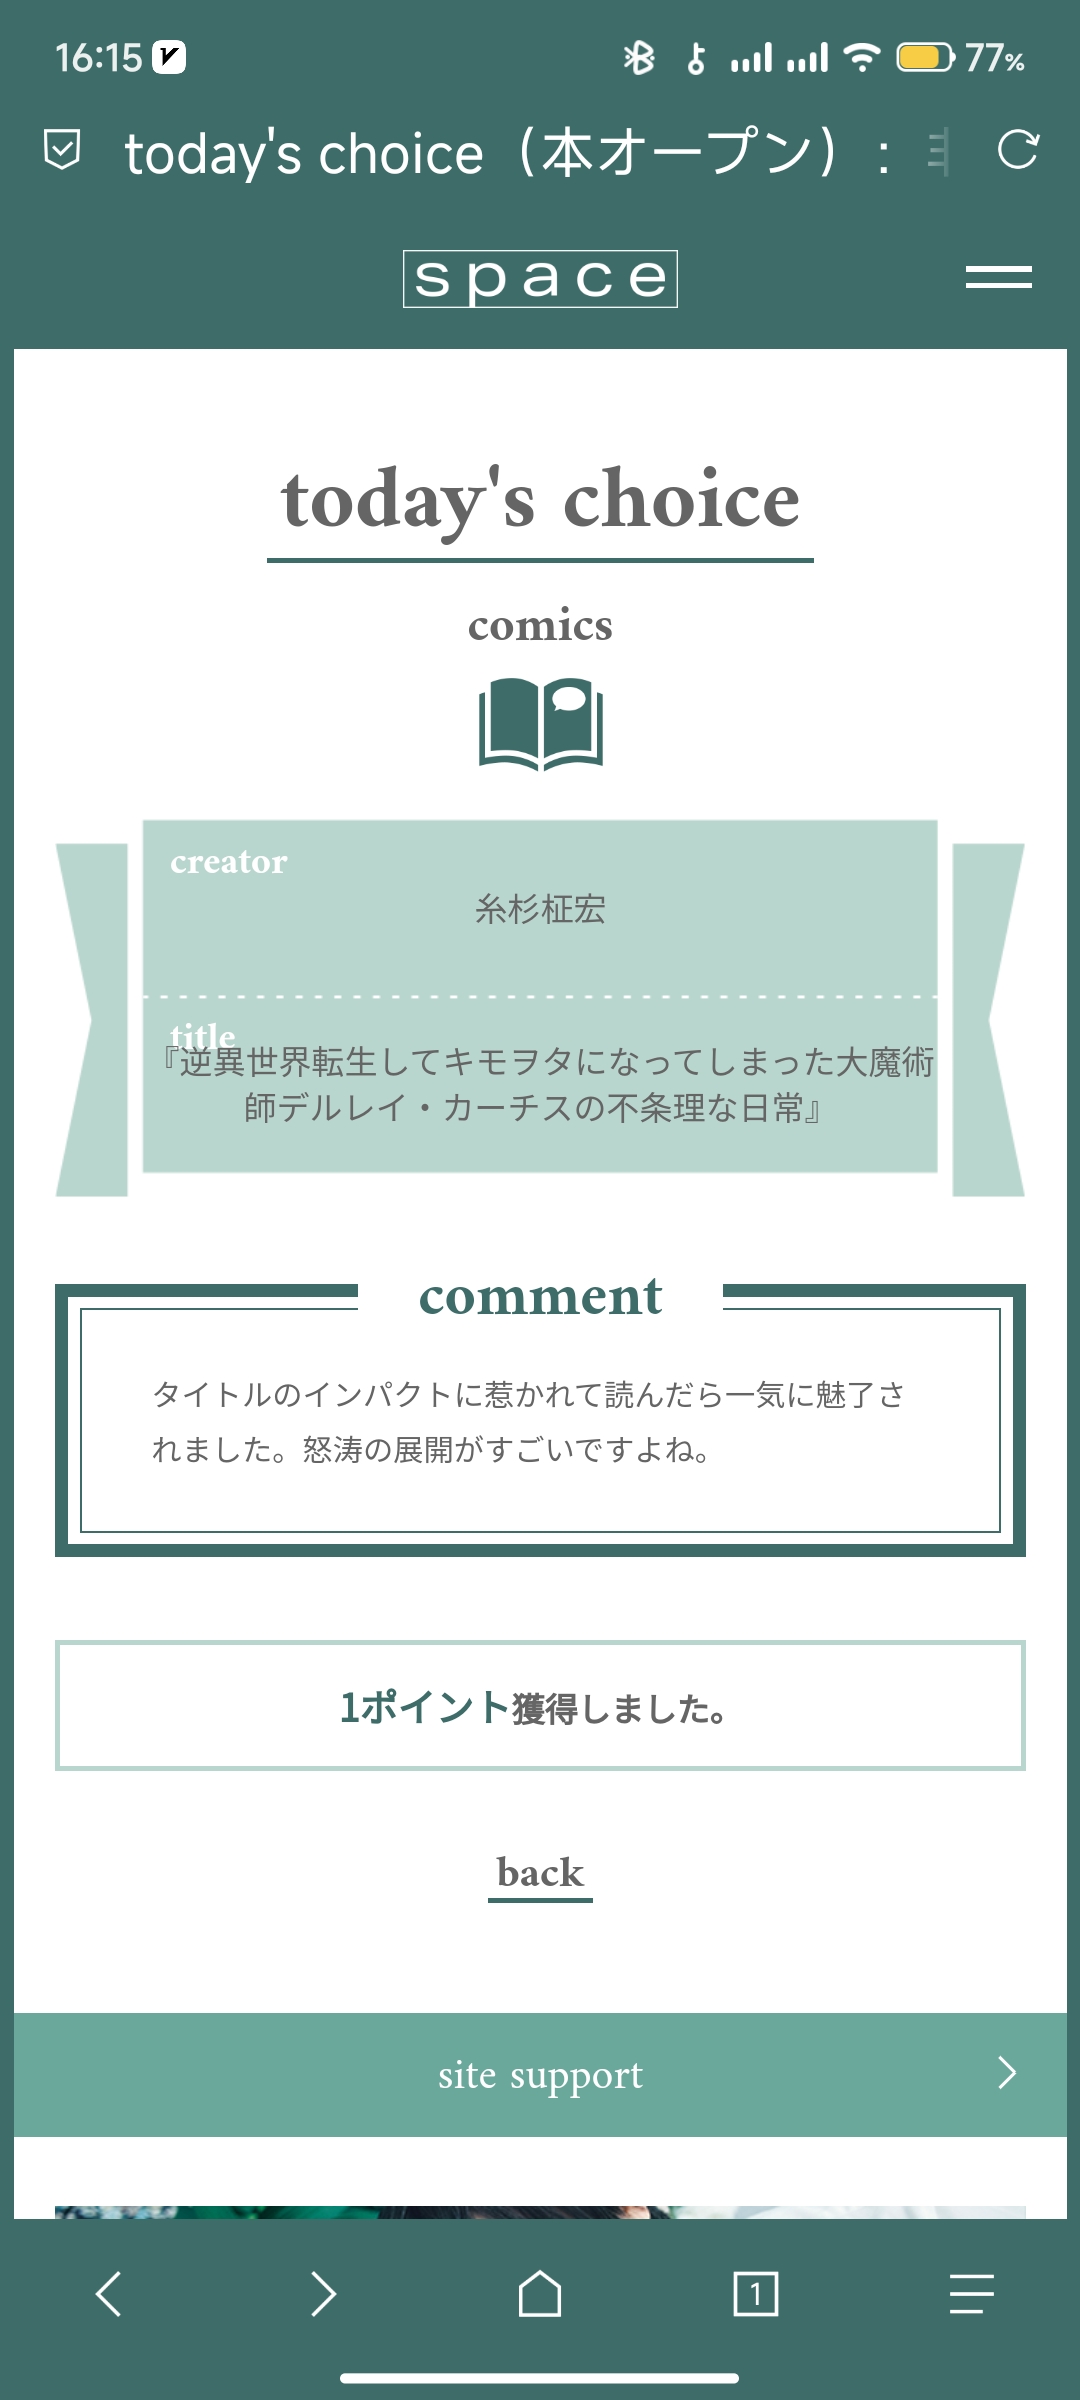 16:15
77%
today's choice（本オープン）：
space
today's choice
comics
creator
糸杉柾宏
title
『逆異世界転生してキモヲタになってしまった大魔術
師デルレイ・カーチスの不条理な日常』
comment
タイトルのインパクトに惹かれて読んだら一気に魅了さ
れました。怒涛の展開がすごいですよね。
1ポイント獲得しました。
back
site support
1